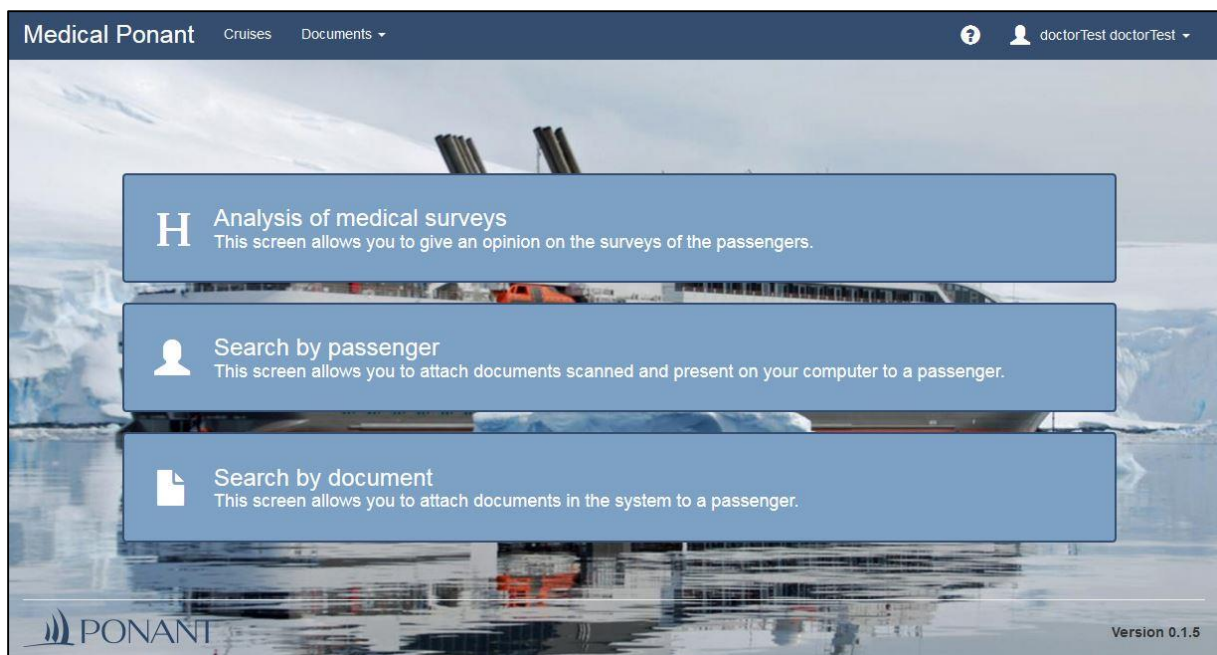 Medical Ponant Cruises Documents doctorTest doctorTest
H Analysis of medical surveys
This screen allows you to give an opinion on the surveys of the passengers.
Search by passenger
This screen allows you to attach documents scanned and present on your computer to a passenger.
Search by document
This screen allows you to attach documents in the system to a passenger.
PONANT
Version 0.1.5